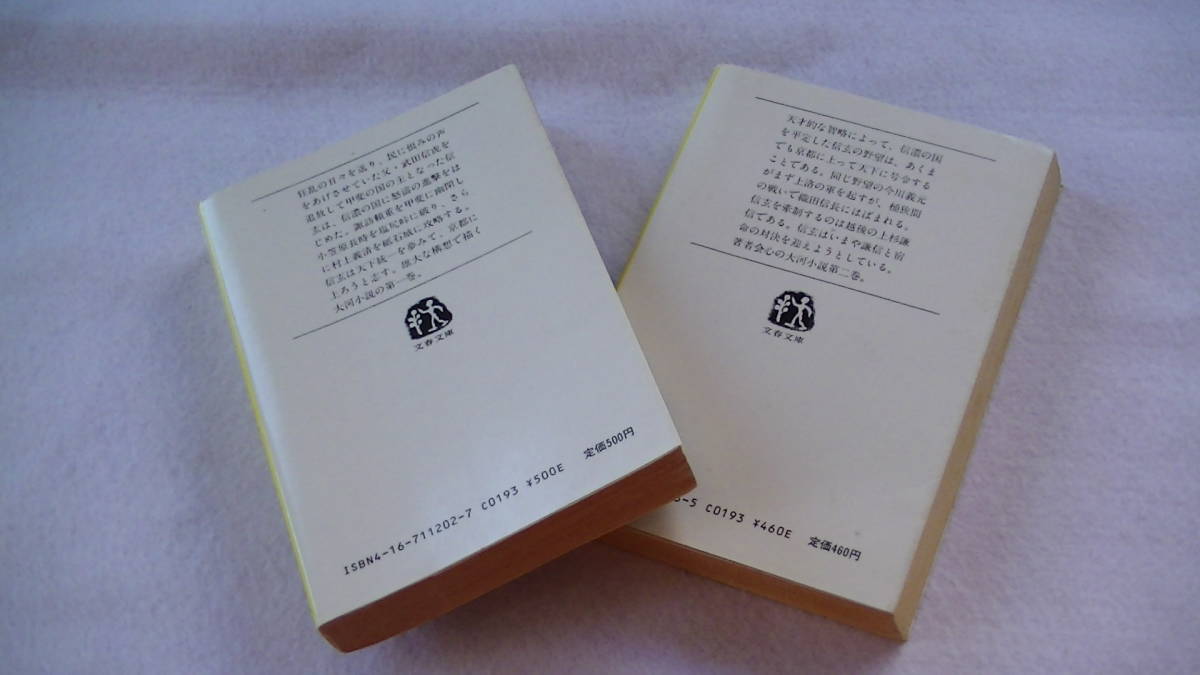 狂乱の日々を送り、民に恨みの声
をあげさせていた父・武田信虎を
追放して甲斐の国の主となった信
玄は、信濃の国に怒濤の進撃をは
じめた。諏訪頼重を甲斐に幽閉し
小笠原長時を塩尻峠に破り、さら
に村上義清を砥石城に攻略する。
信玄は天下統一を夢みて、京都に
上ろうと志す。雄大な構想で描く
大河小説の第一巻。
文春文庫
ISBN4-16-711202-7 C0193 ¥500E 定価500円
天才的な智略によって、信濃の国
を平定した信玄の野望は、あくま
でも京都に上って天下に号令する
ことである。同じ野望の今川義元
がまず上洛の軍を起すが、桶狭間
の戦いで織田信長にはばまれる。
信玄を牽制するのは越後の上杉謙
信である。信玄はいまや謙信と宿
命の対決を迎えようとしている。
著者会心の大河小説第二巻。
文春文庫
-5 C0193 ¥460E 定価460円